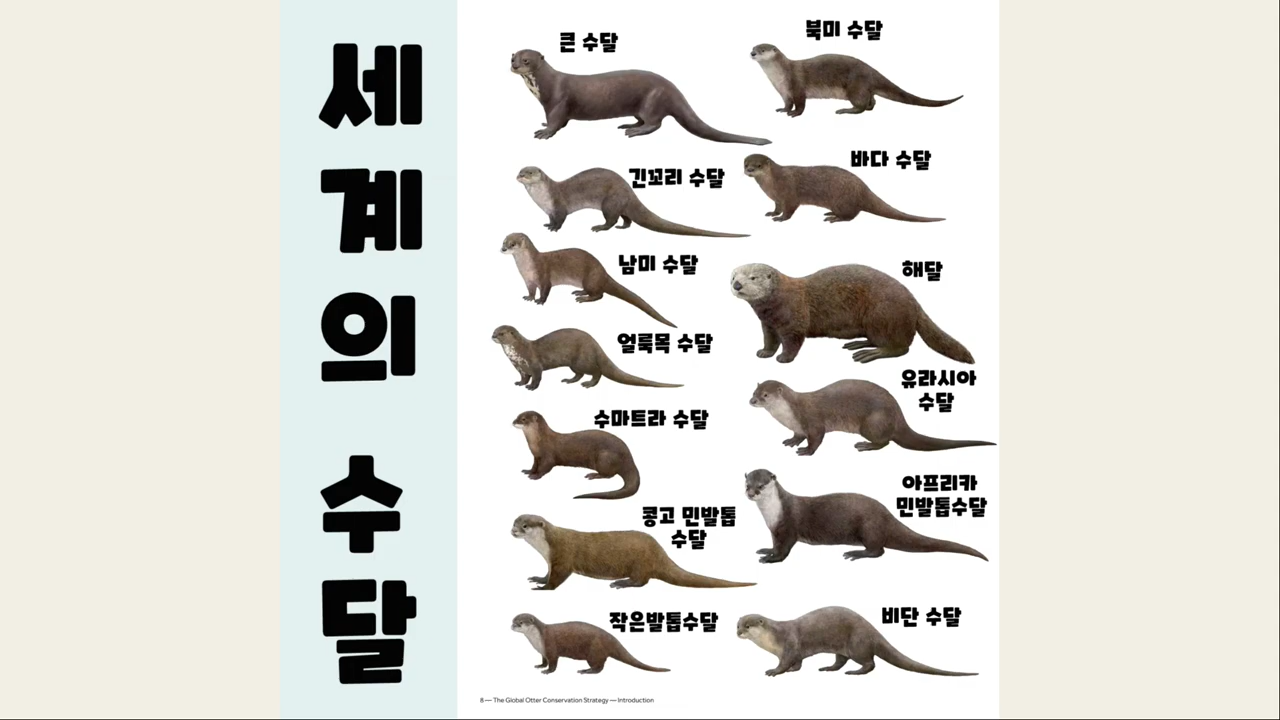 세계의 수달
큰 수달
북미 수달
긴꼬리 수달
바다 수달
남미 수달
해달
얼룩목 수달
유라시아
수달
수마트라 수달
아프리카
민발톱수달
콩고 민발톱
수달
작은발톱수달
비단 수달
8 — The Global Otter Conservation Strategy — Introduction